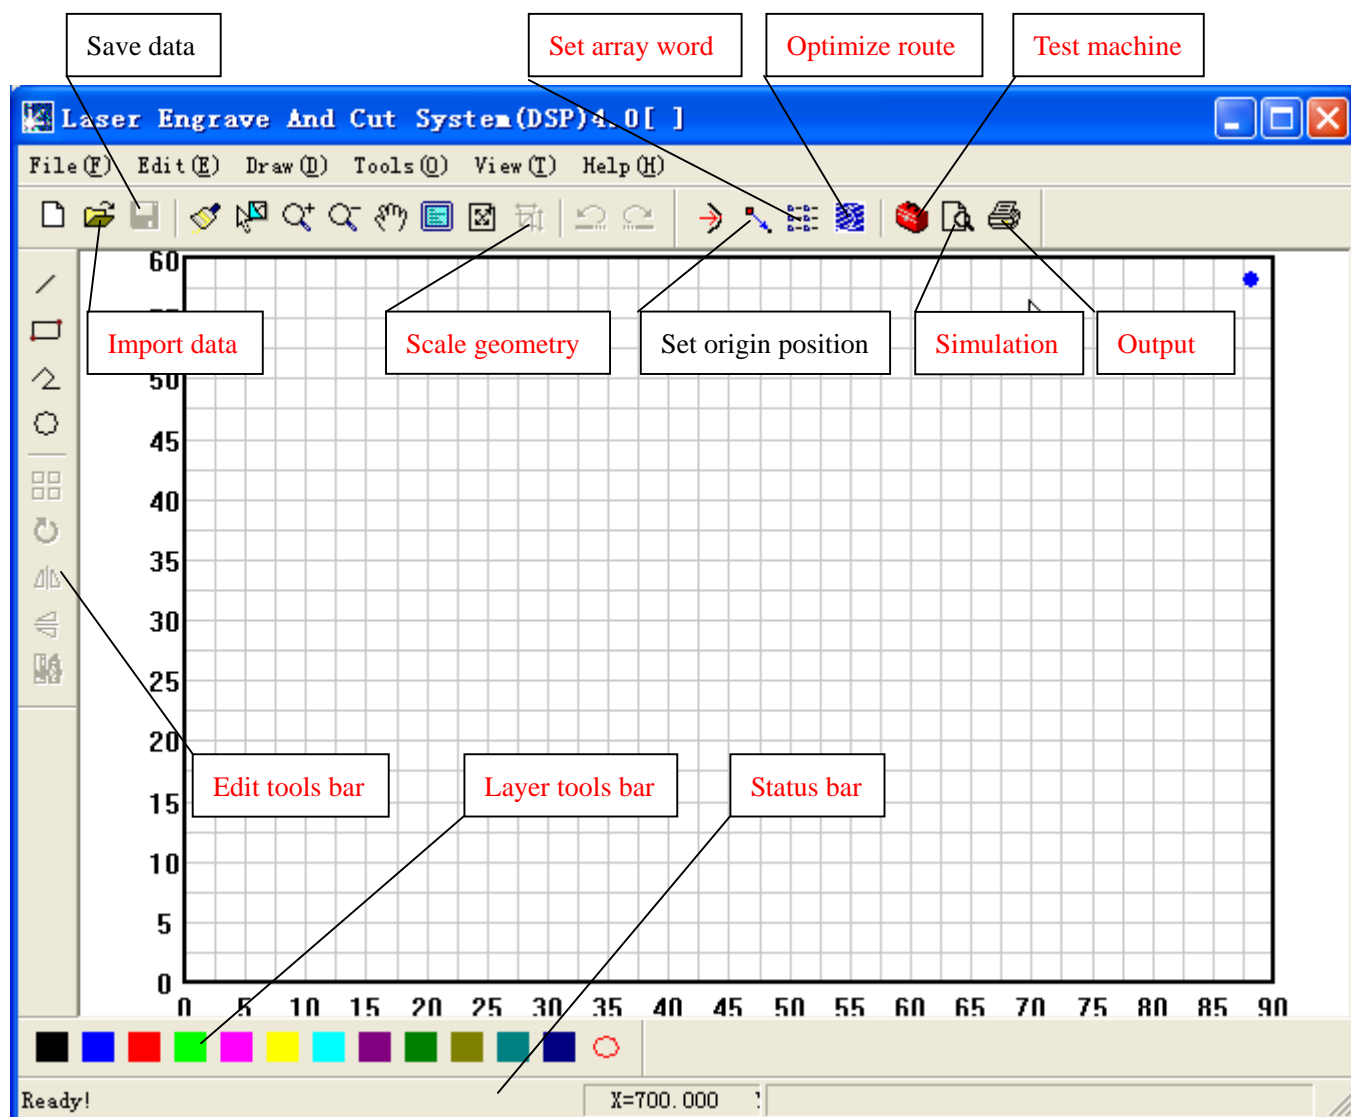 Save data
Set array word
Optimize route
Test machine
Laser Engrave And Cut System(DSP)4.0[ ]
File(F) Edit(E) Draw(D) Tools(O) View(T) Help(H)
60
Import data
Scale geometry
Set origin position
Simulation
Output
50
45
40
35
30
25
20
Edit tools bar
Layer tools bar
Status bar
15
10
5
0
0 5 10 15 20 25 30 35 40 45 50 55 60 65 70 75 80 85 90
Ready! X=700.000